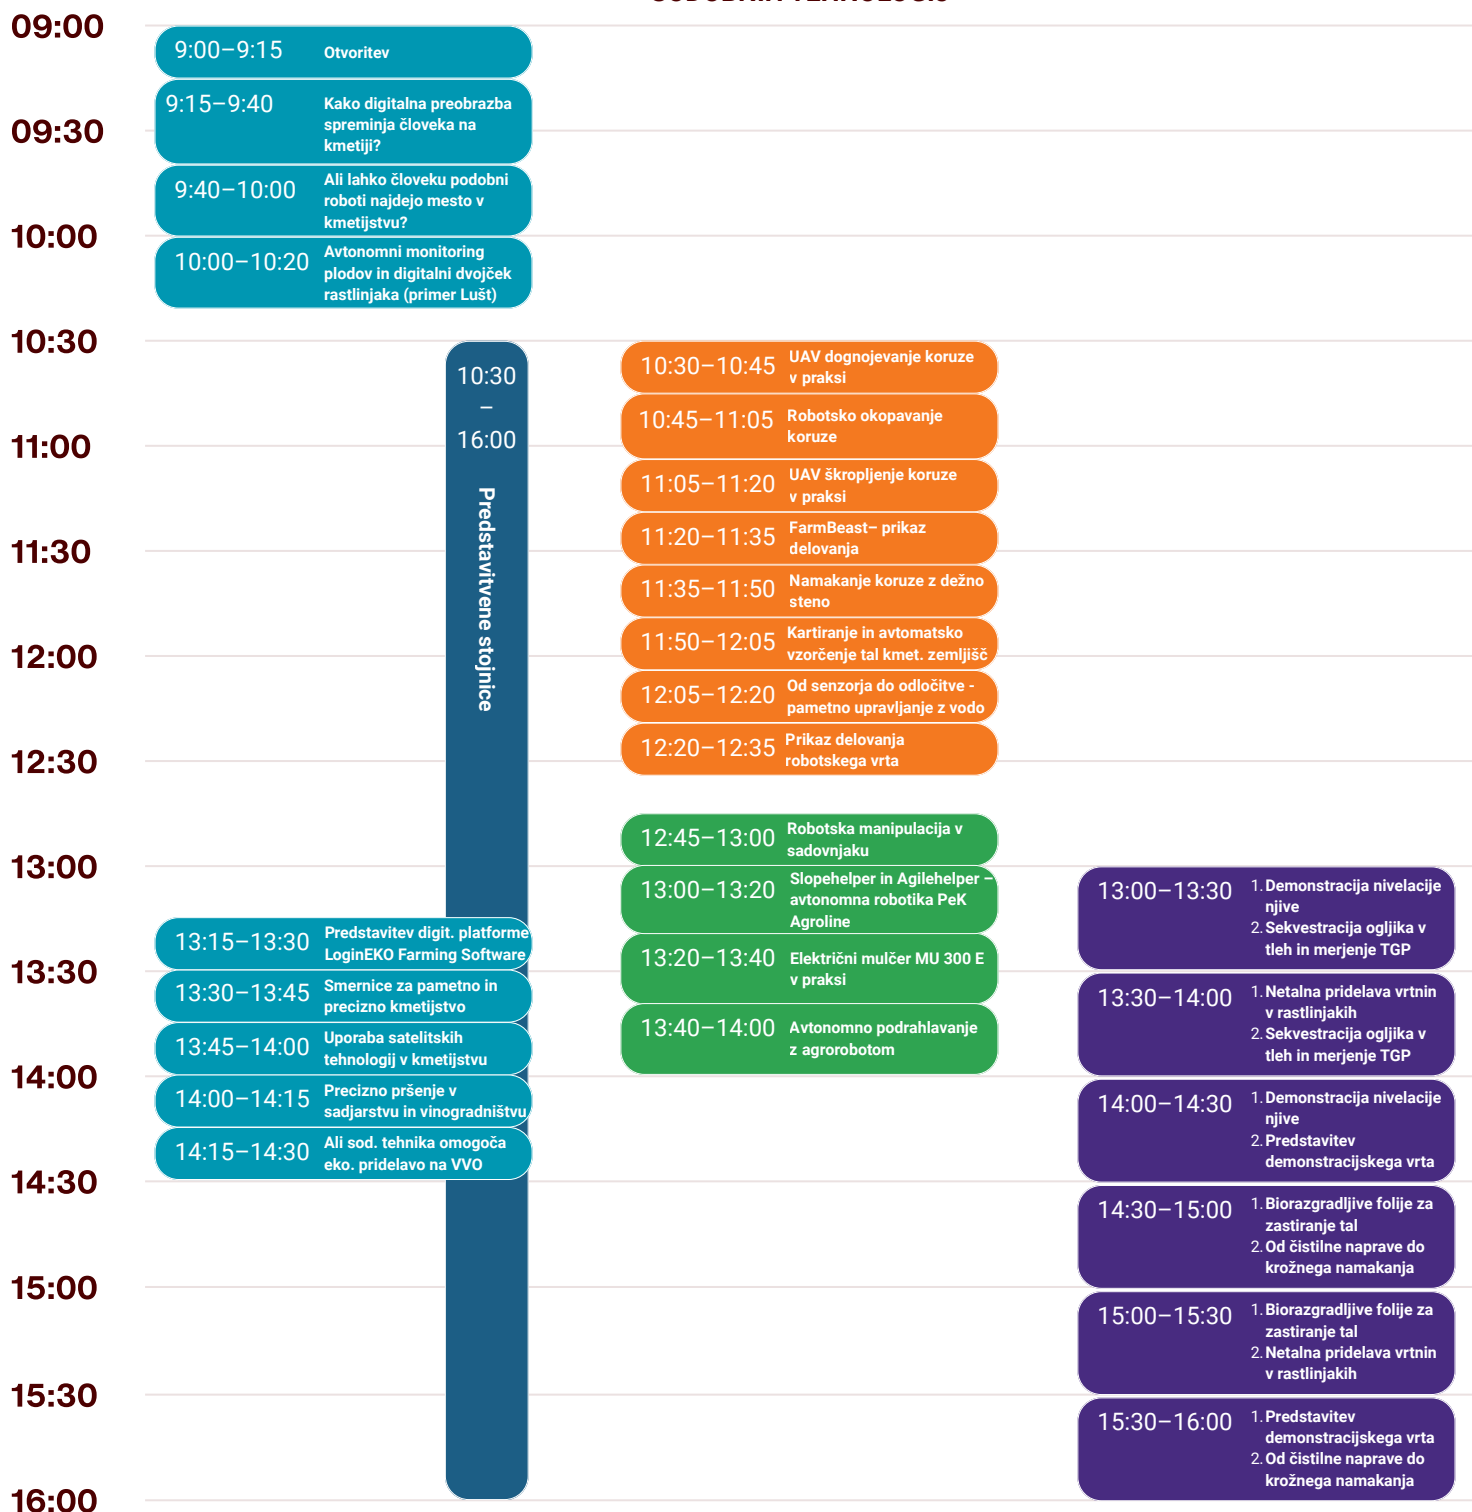 09:00
09:30
10:00
10:30
11:00
11:30
12:00
12:30
13:00
13:30
14:00
14:30
15:00
15:30
16:00
9:00–9:15
Otvoritev
9:15–9:40
Kako digitalna preobrazba
spreminja človeka na
kmetiji?
9:40–10:00
Ali lahko človeku podobni
roboti najdejo mesto v
kmetijstvu?
10:00–10:20
Avtonomni monitoring
plodov in digitalni dvojček
rastlinjaka (primer Lušt)
10:30
–
16:00
Predstavitvene stojnice
13:15–13:30
Predstavitev digit. platforme
LoginEKO Farming Software
13:30–13:45
Smernice za pametno in
precizno kmetijstvo
13:45–14:00
Uporaba satelitskih
tehnologij v kmetijstvu
14:00–14:15
Precizno pršenje v
sadjarstvu in vinogradništvu
14:15–14:30
Ali sod. tehnika omogoča
eko. pridelavo na VVO
10:30–10:45
UAV dognojevanje koruze
v praksi
10:45–11:05
Robotsko okopavanje
koruze
11:05–11:20
UAV škropljenje koruze
v praksi
11:20–11:35
FarmBeast– prikaz
delovanja
11:35–11:50
Namakanje koruze z dežno
steno
11:50–12:05
Kartiranje in avtomatsko
vzorčenje tal kmet. zemljišč
12:05–12:20
Od senzorja do odločitve -
pametno upravljanje z vodo
12:20–12:35
Prikaz delovanja
robotskega vrta
12:45–13:00
Robotska manipulacija v
sadovnjaku
13:00–13:20
Slopehelper in Agilehelper –
avtonomna robotika PeK
Agroline
13:20–13:40
Električni mulčer MU 300 E
v praksi
13:40–14:00
Avtonomno podrahlavanje
z agrorobotom
13:00–13:30
1. Demonstracija nivelacije
njive
2. Sekvestracija ogljika v
tleh in merjenje TGP
13:30–14:00
1. Netalna pridelava vrtnin
v rastlinjakih
2. Sekvestracija ogljika v
tleh in merjenje TGP
14:00–14:30
1. Demonstracija nivelacije
njive
2. Predstavitev
demonstracijskega vrta
14:30–15:00
1. Biorazgradljive folije za
zastiranje tal
2. Od čistilne naprave do
krožnega namakanja
15:00–15:30
1. Biorazgradljive folije za
zastiranje tal
2. Netalna pridelava vrtnin
v rastlinjakih
15:30–16:00
1. Predstavitev
demonstracijskega vrta
2. Od čistilne naprave do
krožnega namakanja